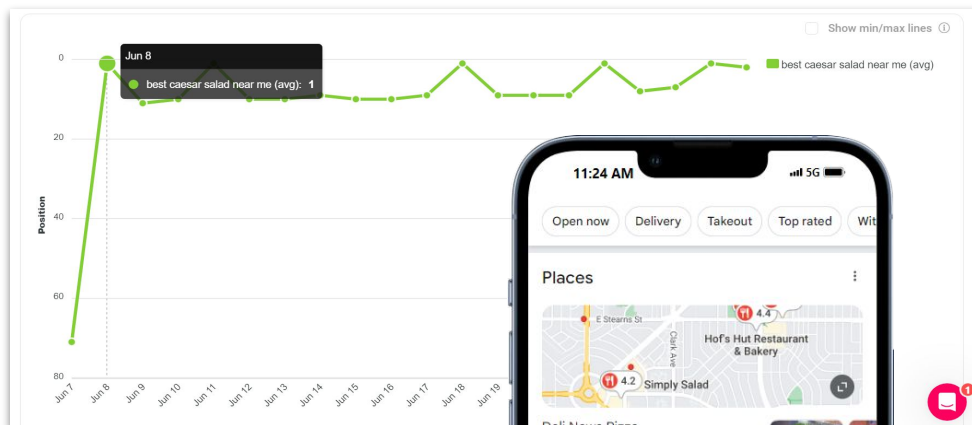 Show min/max lines
0
Jun 8
best caesar salad near me (avg): 1
best caesar salad near me (avg)
20
40
60
80
Position
Jun 7
Jun 8
Jun 9
Jun 10
Jun 11
Jun 12
Jun 13
Jun 14
Jun 15
Jun 16
Jun 17
Jun 18
Jun 19
11:24 AM
5G
Open now
Delivery
Takeout
Top rated
Wit
Places
E Stearns St
Clark Ave
4.4
Hof's Hut Restaurant
& Bakery
4.2
Simply Salad
Deli News Pizza
1